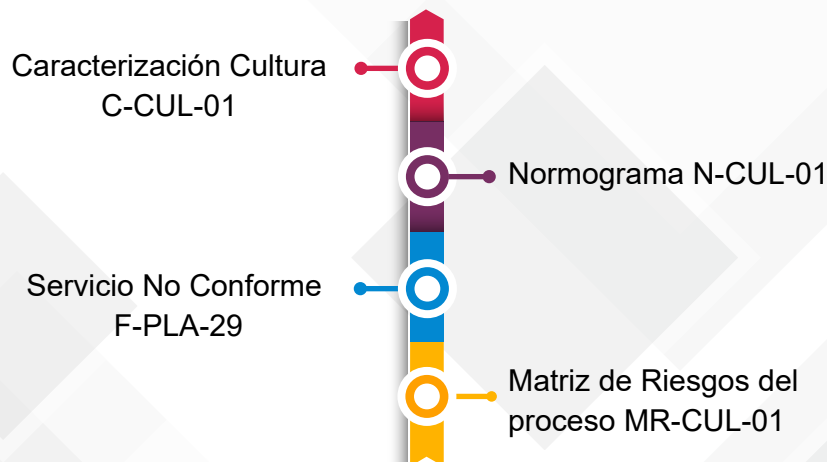 Caracterización Cultura
C-CUL-01
Normograma N-CUL-01
Servicio No Conforme
F-PLA-29
Matriz de Riesgos del
proceso MR-CUL-01